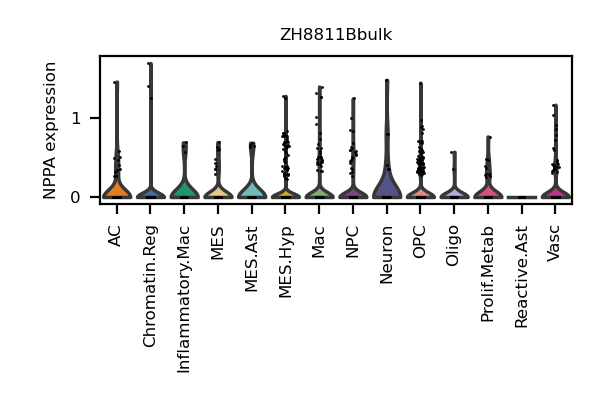 ZH8811Bbulk
NPPA expression
1
0
AC
Chromatin.Reg
Inflammatory.Mac
MES
MES.Ast
MES.Hyp
Mac
NPC
Neuron
OPC
Oligo
Prolif.Metab
Reactive.Ast
Vasc